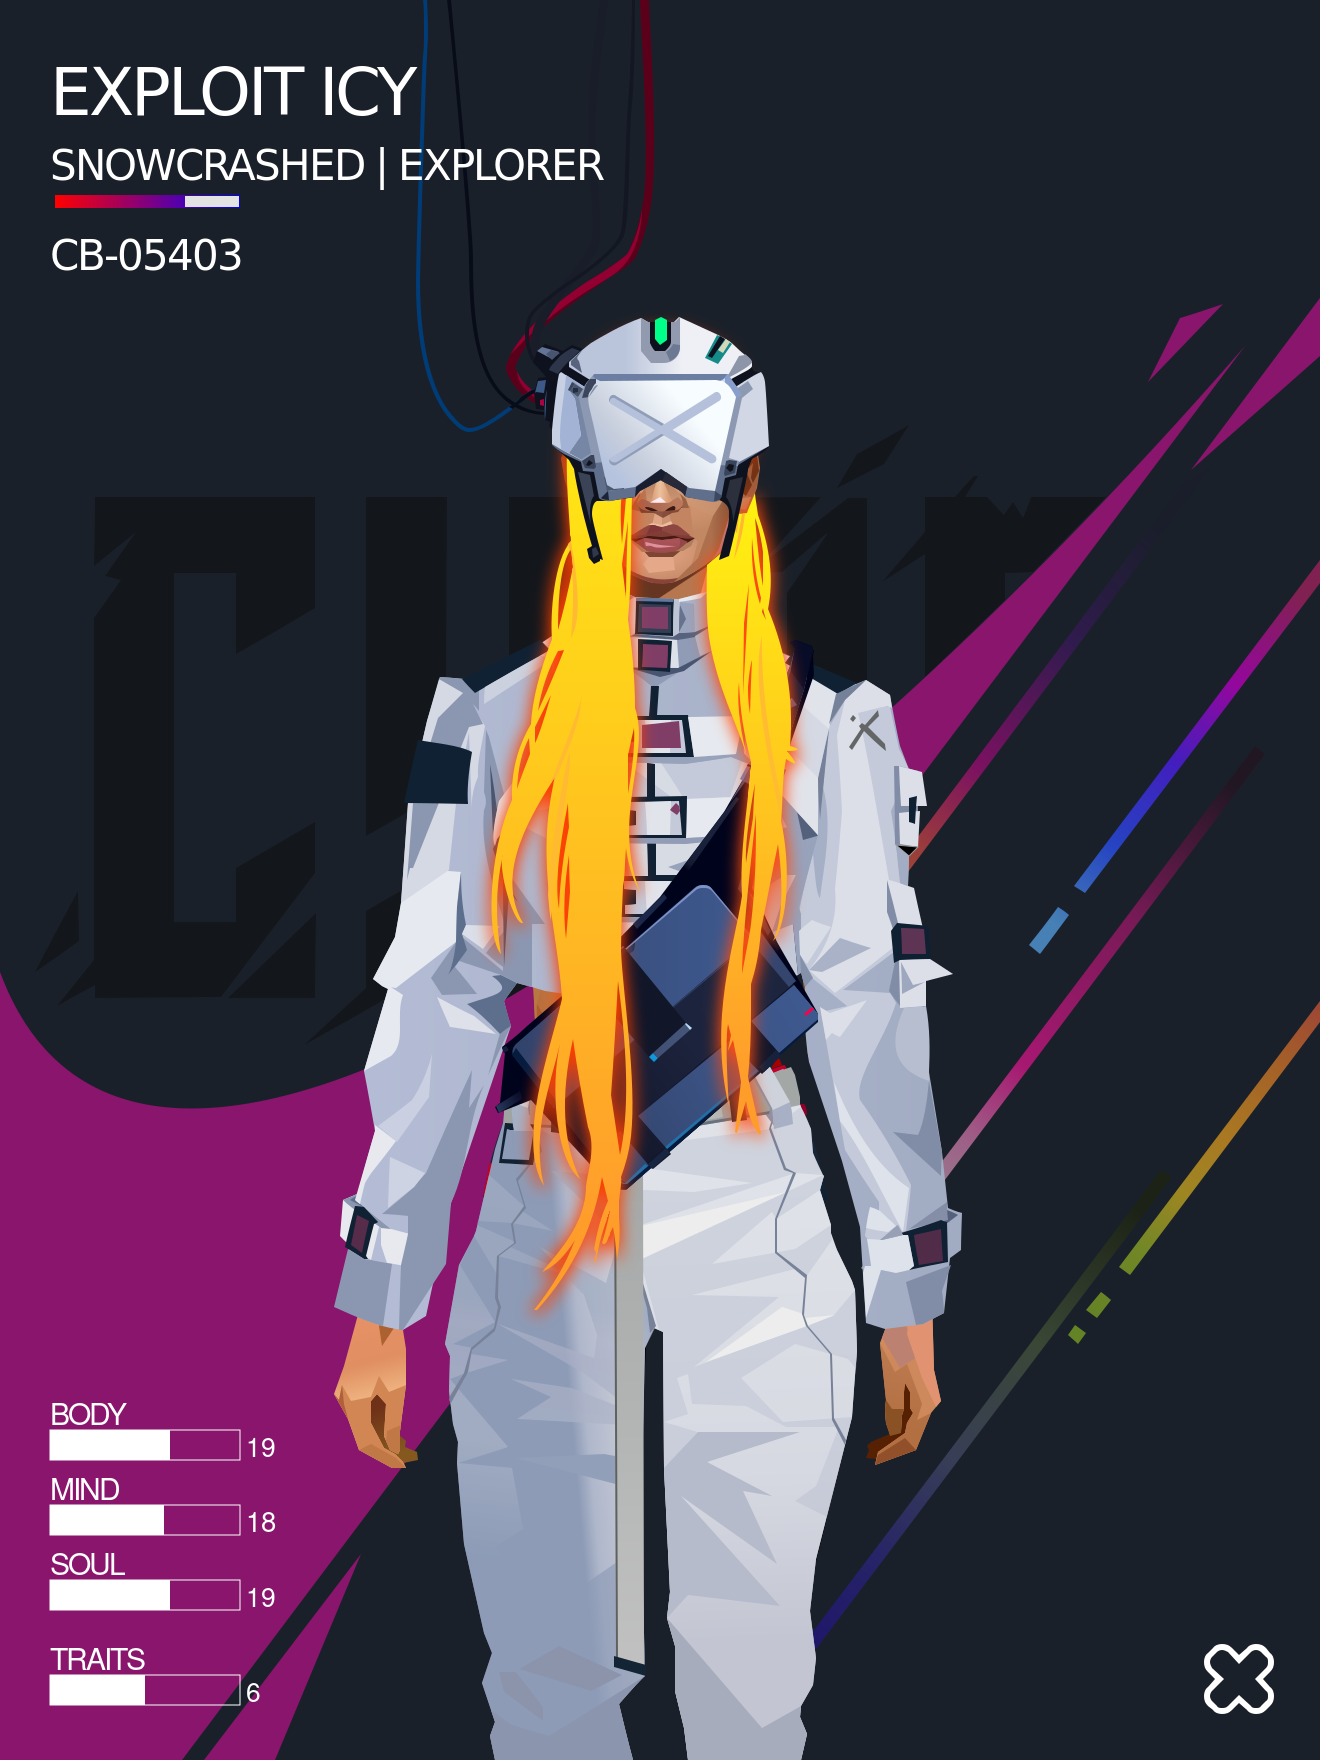 EXPLOIT ICY
SNOWCRASHED | EXPLORER
CB-05403
BODY
19
MIND
18
SOUL
19
TRAITS
6